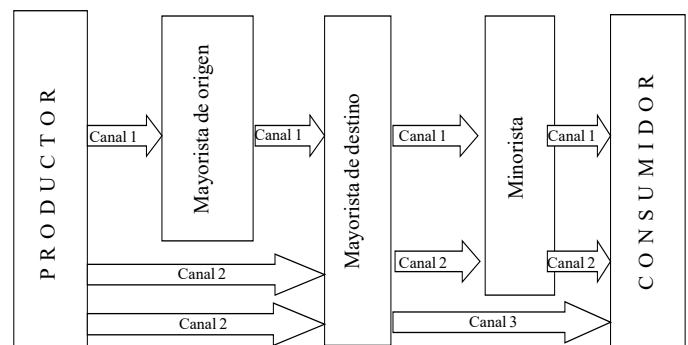 PRODUCTOR
Canal 1
Mayorista de origen
Canal 1
Mayorista de destino
Canal 1
Minorista
Canal 1
CONSUMIDOR
Canal 2
Canal 2
Canal 2
Canal 2
Canal 3